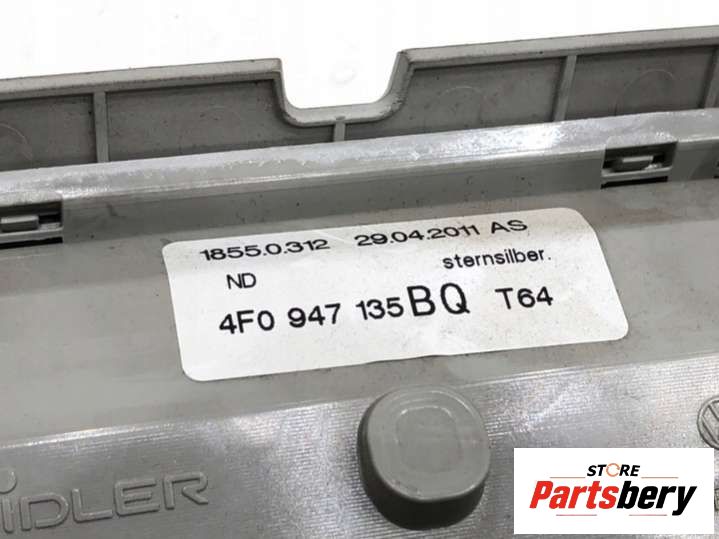 1855.0.312 29.04.2011 AS
ND sternsilber.
4F0 947 135 BQ T64
STORE
Partsbery